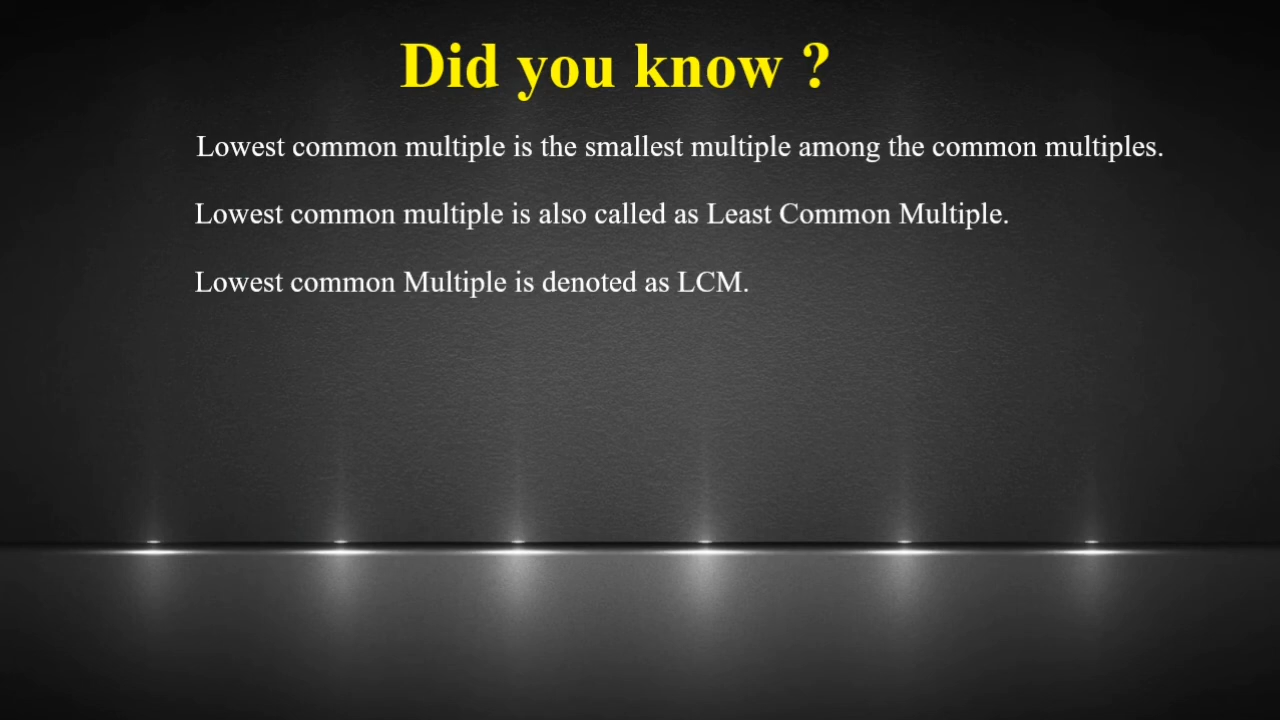 Did you know ?
Lowest common multiple is the smallest multiple among the common multiples.
Lowest common multiple is also called as Least Common Multiple.
Lowest common Multiple is denoted as LCM.